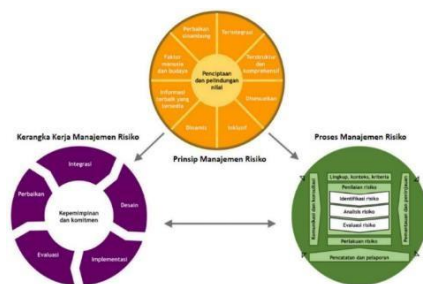 Perbaikan
sinambung
Terintegrasi
Faktor
manusia
dan budaya
Terstruktur
dan
komprehensif
Penciptaan
dan pelindungan
nilai
Informasi
terbaik yang
tersedia
Disesuaikan
Dinamis
Inklusif
Prinsip Manajemen Risiko
Kerangka Kerja Manajemen Risiko
Integrasi
Perbaikan
Desain
Kepemimpinan
dan komitmen
Evaluasi
Implementasi
Proses Manajemen Risiko
Lingkup, konteks, kriteria
Penilaian risiko
Identifikasi risiko
Analisis risiko
Evaluasi risiko
Perlakuan risiko
Komunikasi dan konsultasi
Pemantauan dan peninjauan
Pencatatan dan pelaporan